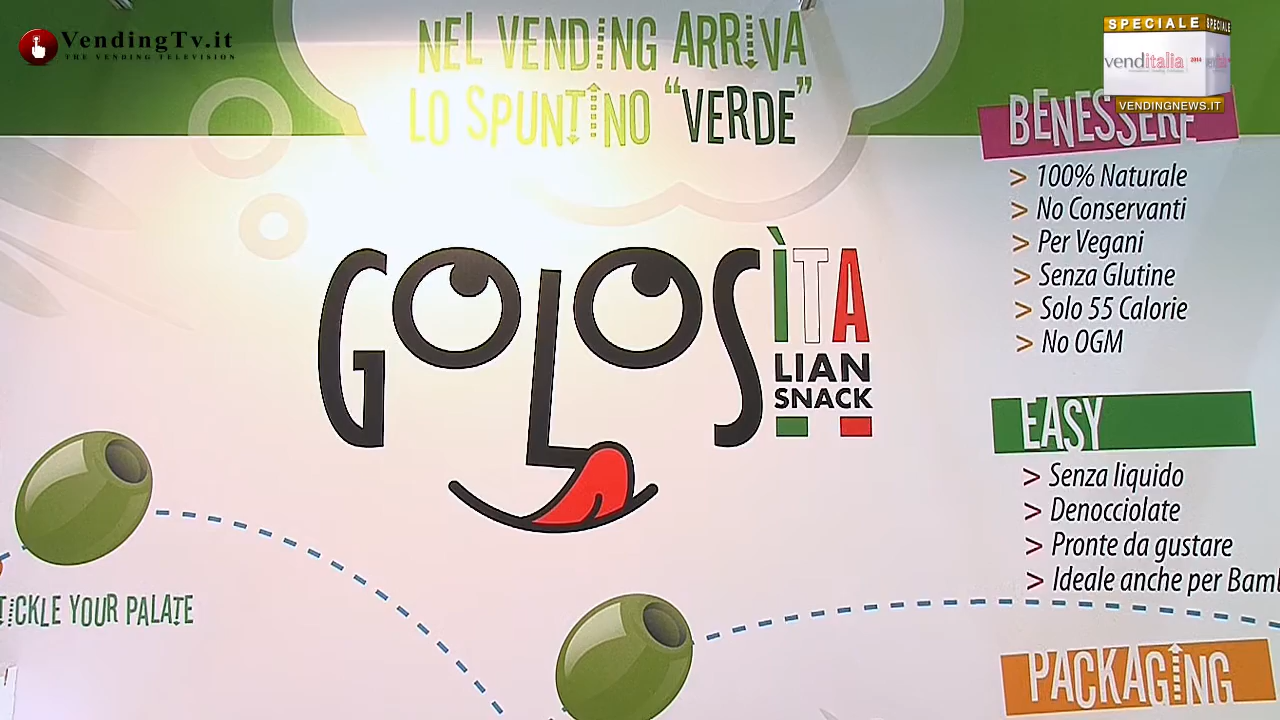 VendingTv.it
THE VENDING TELEVISION
NEL VENDING ARRIVA
LO SPUNTINO "VERDE"
SPECIALE SPECIALE
venditalia 2014
VENDINGNEWS.IT
BENESSERE
> 100% Naturale
> No Conservanti
> Per Vegani
> Senza Glutine
> Solo 55 Calorie
> No OGM
GOLOSÌTA
LIAN
SNACK
EASY
> Senza liquido
> Denocciolate
> Pronte da gustare
> Ideale anche per Bamb
TICKLE YOUR PALATE
PACKAGING